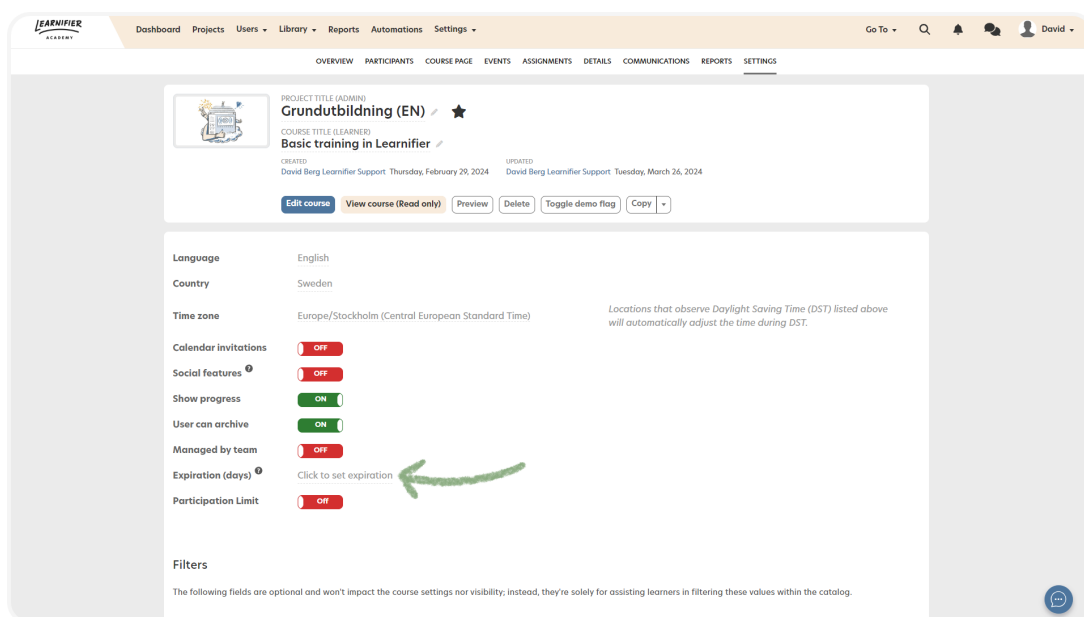 LEARNIFIER
ACADEMY
Dashboard Projects Users Library Reports Automations Settings Go To David
OVERVIEW PARTICIPANTS COURSE PAGE EVENTS ASSIGNMENTS DETAILS COMMUNICATIONS REPORTS SETTINGS
PROJECT TITLE (ADMIN)
Grundutbildning (EN)
COURSE TITLE (LEARNER)
Basic training in Learnifier
CREATED UPDATED
David Berg Learnifier Support Thursday, February 29, 2024 David Berg Learnifier Support Tuesday, March 26, 2024
Edit course View course (Read only) Preview Delete Toggle demo flag Copy
Language English
Country Sweden
Time zone Europe/Stockholm (Central European Standard Time) Locations that observe Daylight Saving Time (DST) listed above
will automatically adjust the time during DST.
Calendar invitations OFF
Social features ? OFF
Show progress ON
User can archive ON
Managed by team OFF
Expiration (days) ? Click to set expiration
Participation Limit Off
Filters
The following fields are optional and won't impact the course settings nor visibility; instead, they're solely for assisting learners in filtering these values within the catalog.